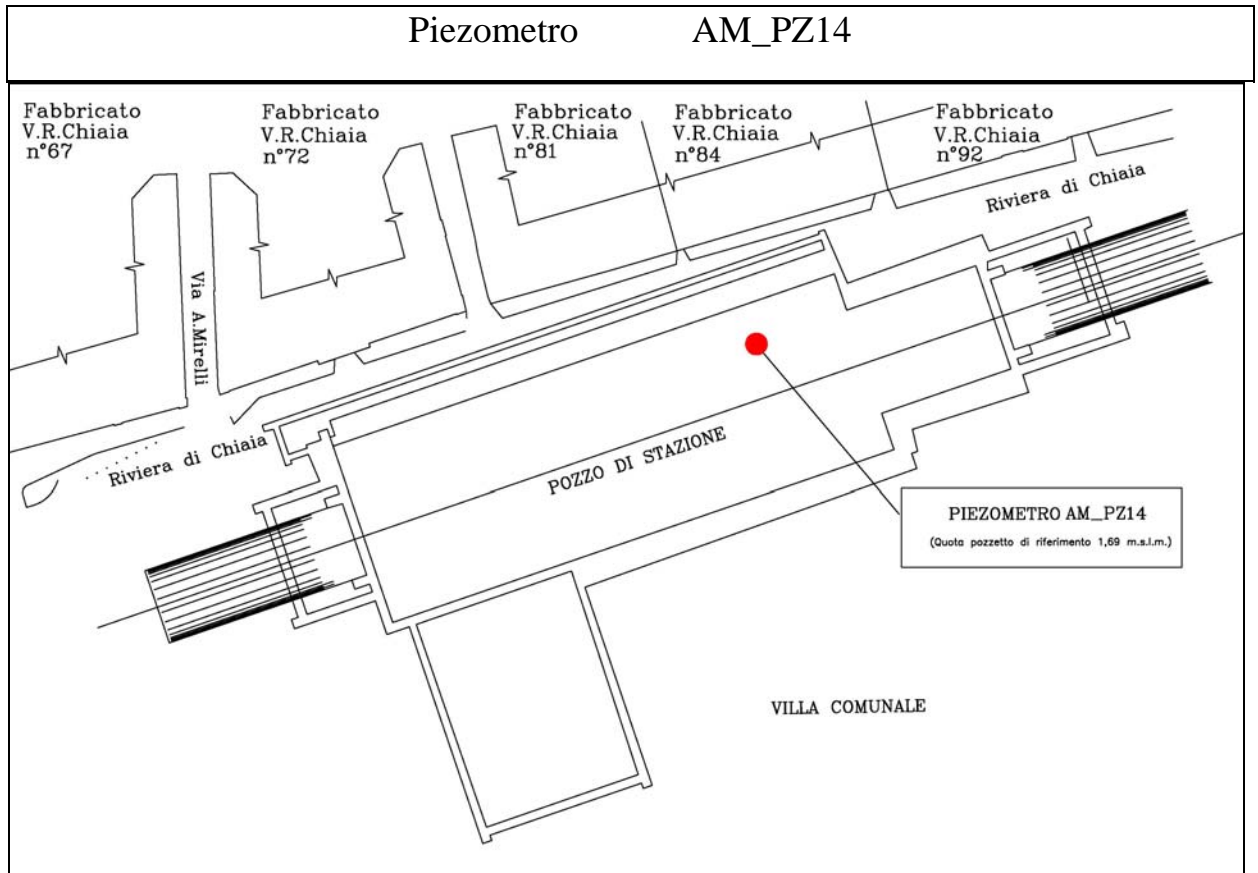 Piezometro AM_PZ14
Fabbricato
V.R.Chiaia
n°67
Fabbricato
V.R.Chiaia
n°72
Fabbricato
V.R.Chiaia
n°81
Fabbricato
V.R.Chiaia
n°84
Fabbricato
V.R.Chiaia
n°92
Riviera di Chiaia
Via A.Mirelli
Riviera di Chiaia
POZZO DI STAZIONE
PIEZOMETRO AM_PZ14
(Quota pozzetto di riferimento 1,69 m.s.l.m.)
VILLA COMUNALE